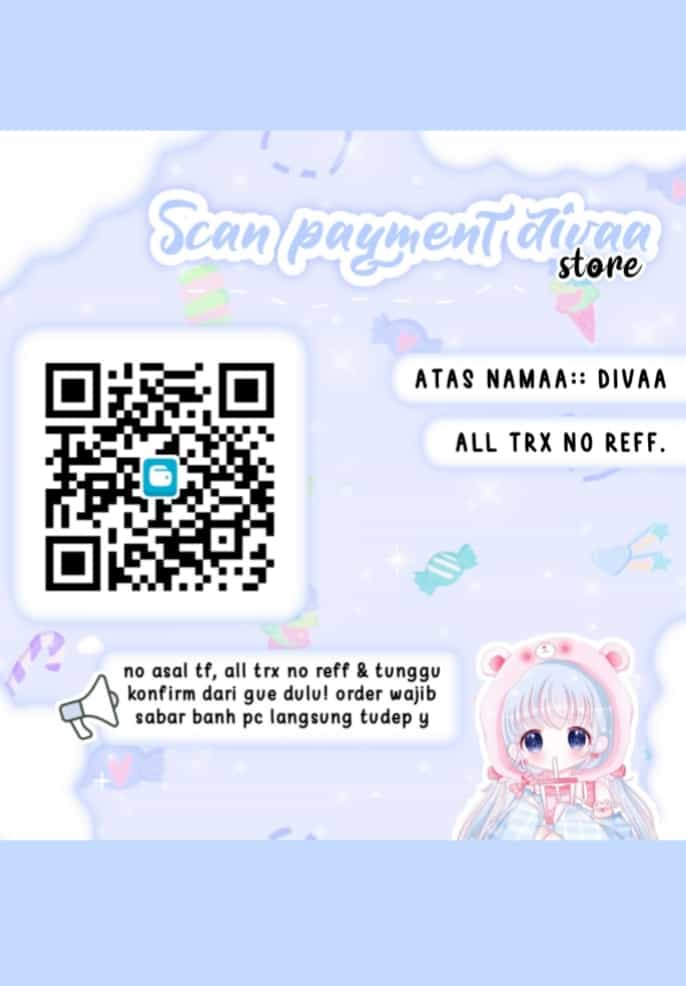 Scan payment divaa
store
ATAS NAMAA:: DIVAA
ALL TRX NO REFF.
no asal tf, all trx no reff & tunggu
konfirm dari gue dulu! order wajib
sabar banh pc langsung tudep y